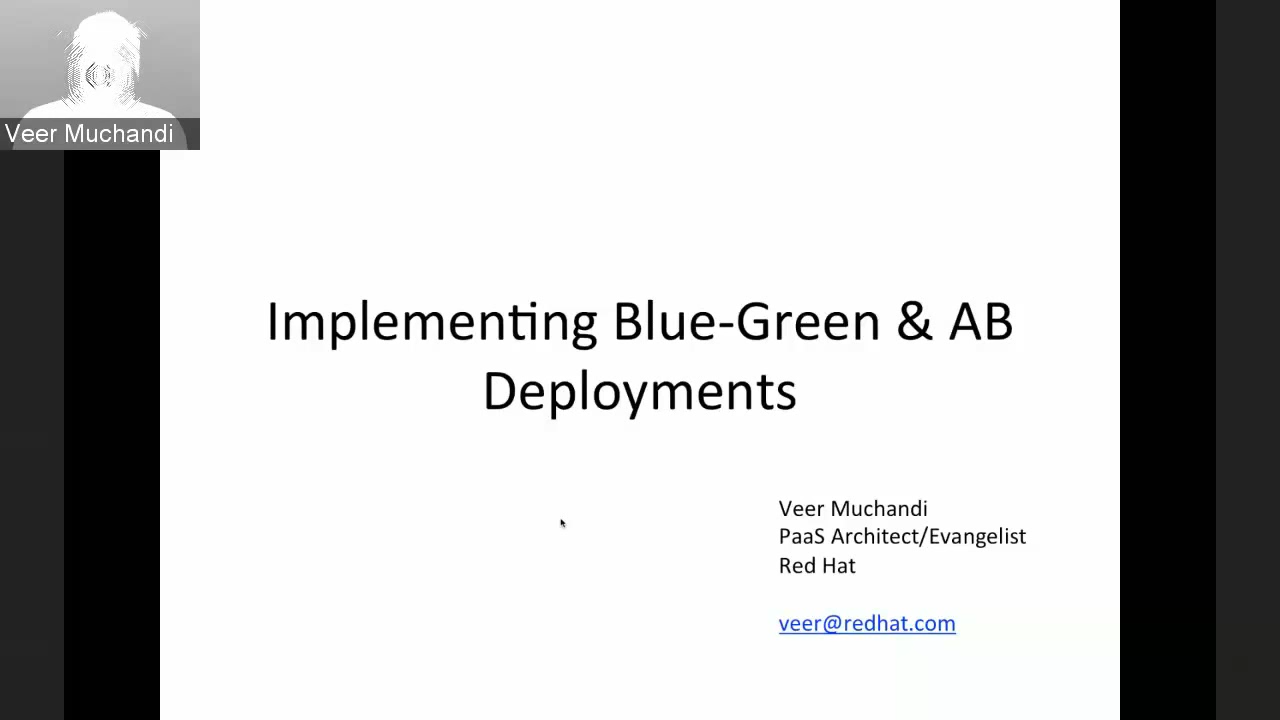 Veer Muchandi
Implementing Blue-Green & AB
Deployments
Veer Muchandi
PaaS Architect/Evangelist
Red Hat
veer@redhat.com